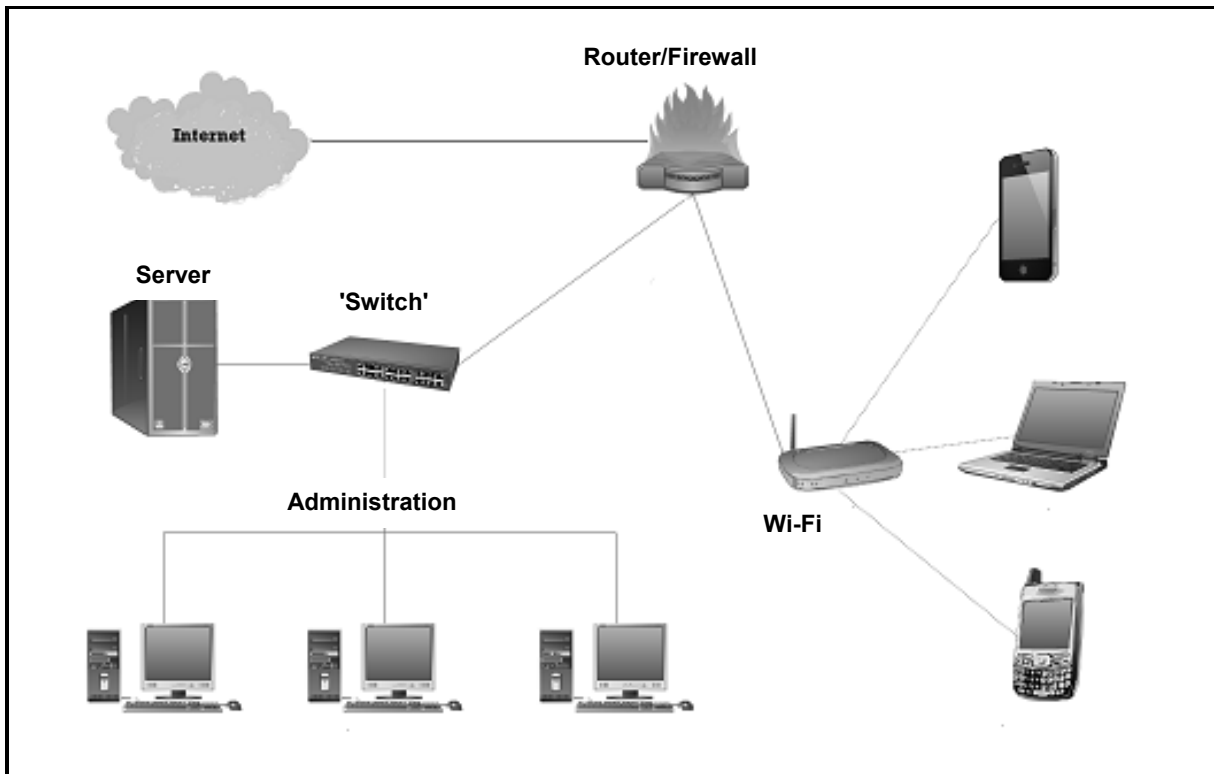 Router/Firewall
Internet
Server
'Switch'
Administration
Wi-Fi